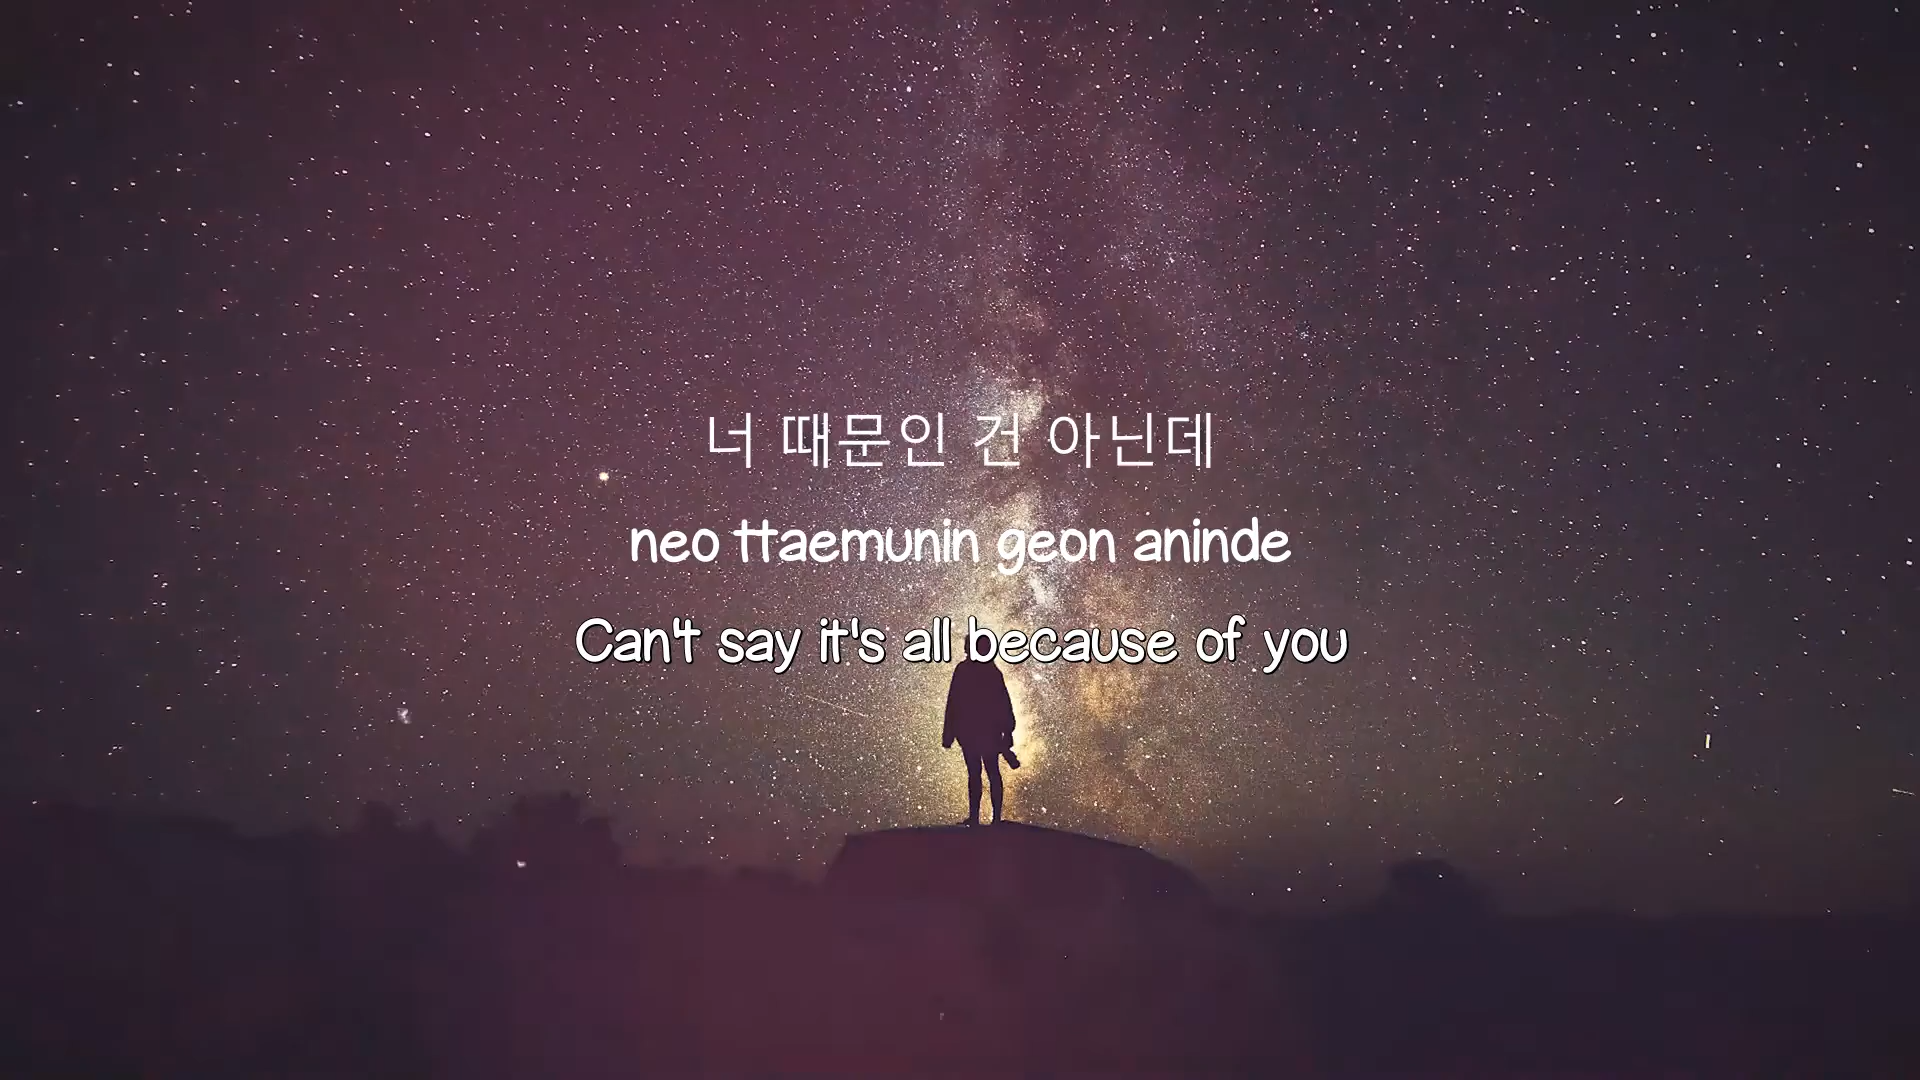 너 때문인 건 아닌데
neo ttaemunin geon aninde
Can't say it's all because of you